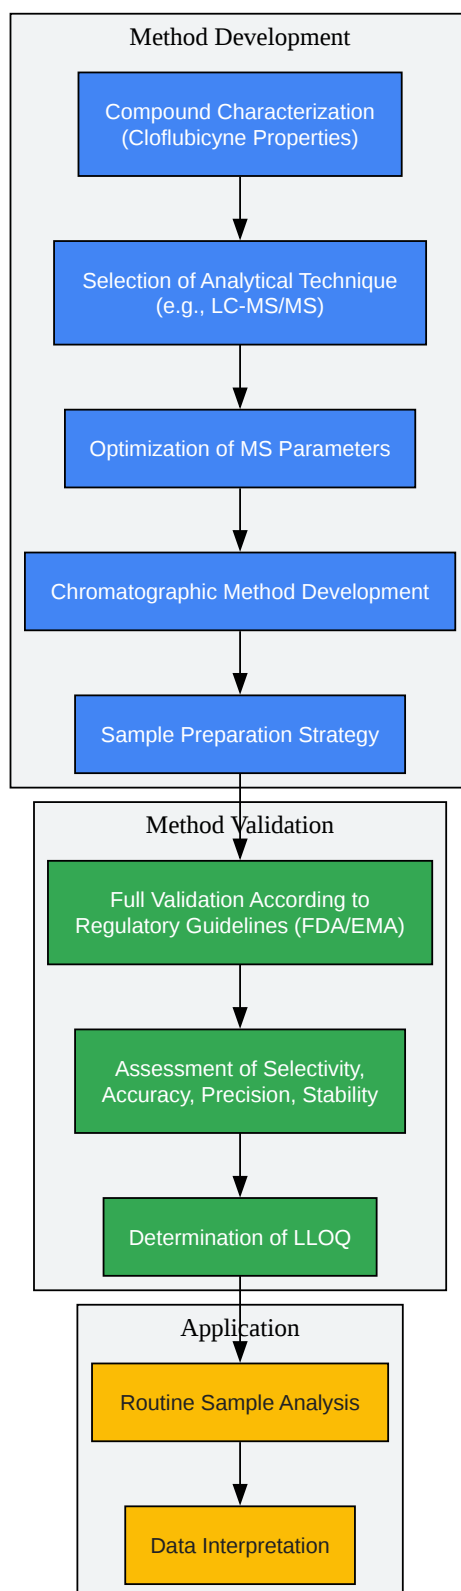 Method Development
Compound Characterization
(Cloflubicyne Properties)
Selection of Analytical Technique
(e.g., LC-MS/MS)
Optimization of MS Parameters
Chromatographic Method Development
Sample Preparation Strategy
Method Validation
Full Validation According to
Regulatory Guidelines (FDA/EMA)
Assessment of Selectivity,
Accuracy, Precision, Stability
Determination of LLOQ
Application
Routine Sample Analysis
Data Interpretation